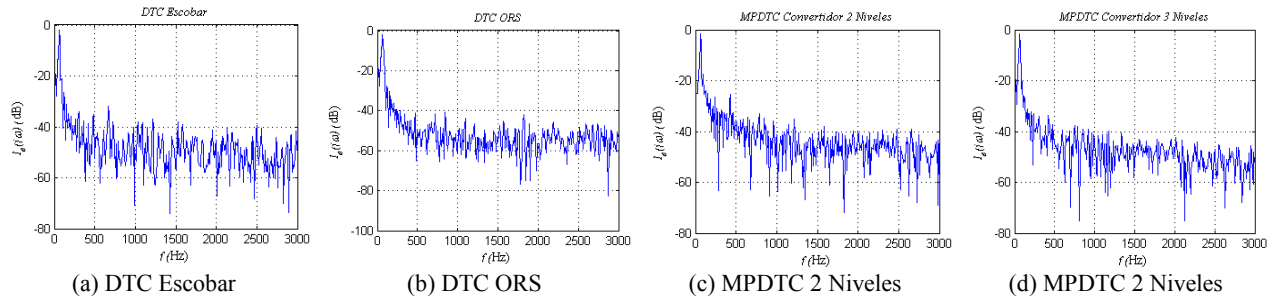 DTC Escobar
0
-20
-40
-60
-80
I_e(jω) (dB)
0 500 1000 1500 2000 2500 3000
f (Hz)
(a) DTC Escobar
DTC ORS
0
-20
-40
-60
-80
-100
I_e(jω) (dB)
0 500 1000 1500 2000 2500 3000
f (Hz)
(b) DTC ORS
MPDTC Convertidor 2 Niveles
0
-20
-40
-60
-80
(dB)
0 500 1000 1500 2000 2500 3000
f (Hz)
(c) MPDTC 2 Niveles
MPDTC Convertidor 3 Niveles
0
-20
-40
-60
-80
(dB)
0 500 1000 1500 2000 2500 3000
f (Hz)
(d) MPDTC 2 Niveles